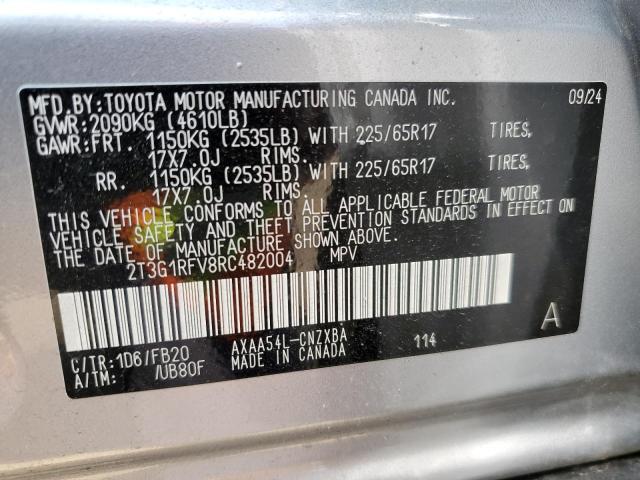 MFD.BY:TOYOTA MOTOR MANUFACTURING CANADA INC. 09/24
GVWR:2090KG (4610LB)
GAWR:FRT. 1150KG (2535LB) WITH 225/65R17 TIRES,
17X7.0J RIMS.
RR. 1150KG (2535LB) WITH 225/65R17 TIRES,
17X7.0J RIMS.
THIS VEHICLE CONFORMS TO ALL APPLICABLE FEDERAL MOTOR
VEHICLE SAFETY AND THEFT PREVENTION STANDARDS IN EFFECT ON
THE DATE OF MANUFACTURE SHOWN ABOVE.
2T3G1RFV8RC482004 MPV
A
C/TR:1D6/FB20 AXAA54L-CNZXBA 114
A/TM: /UB80F MADE IN CANADA